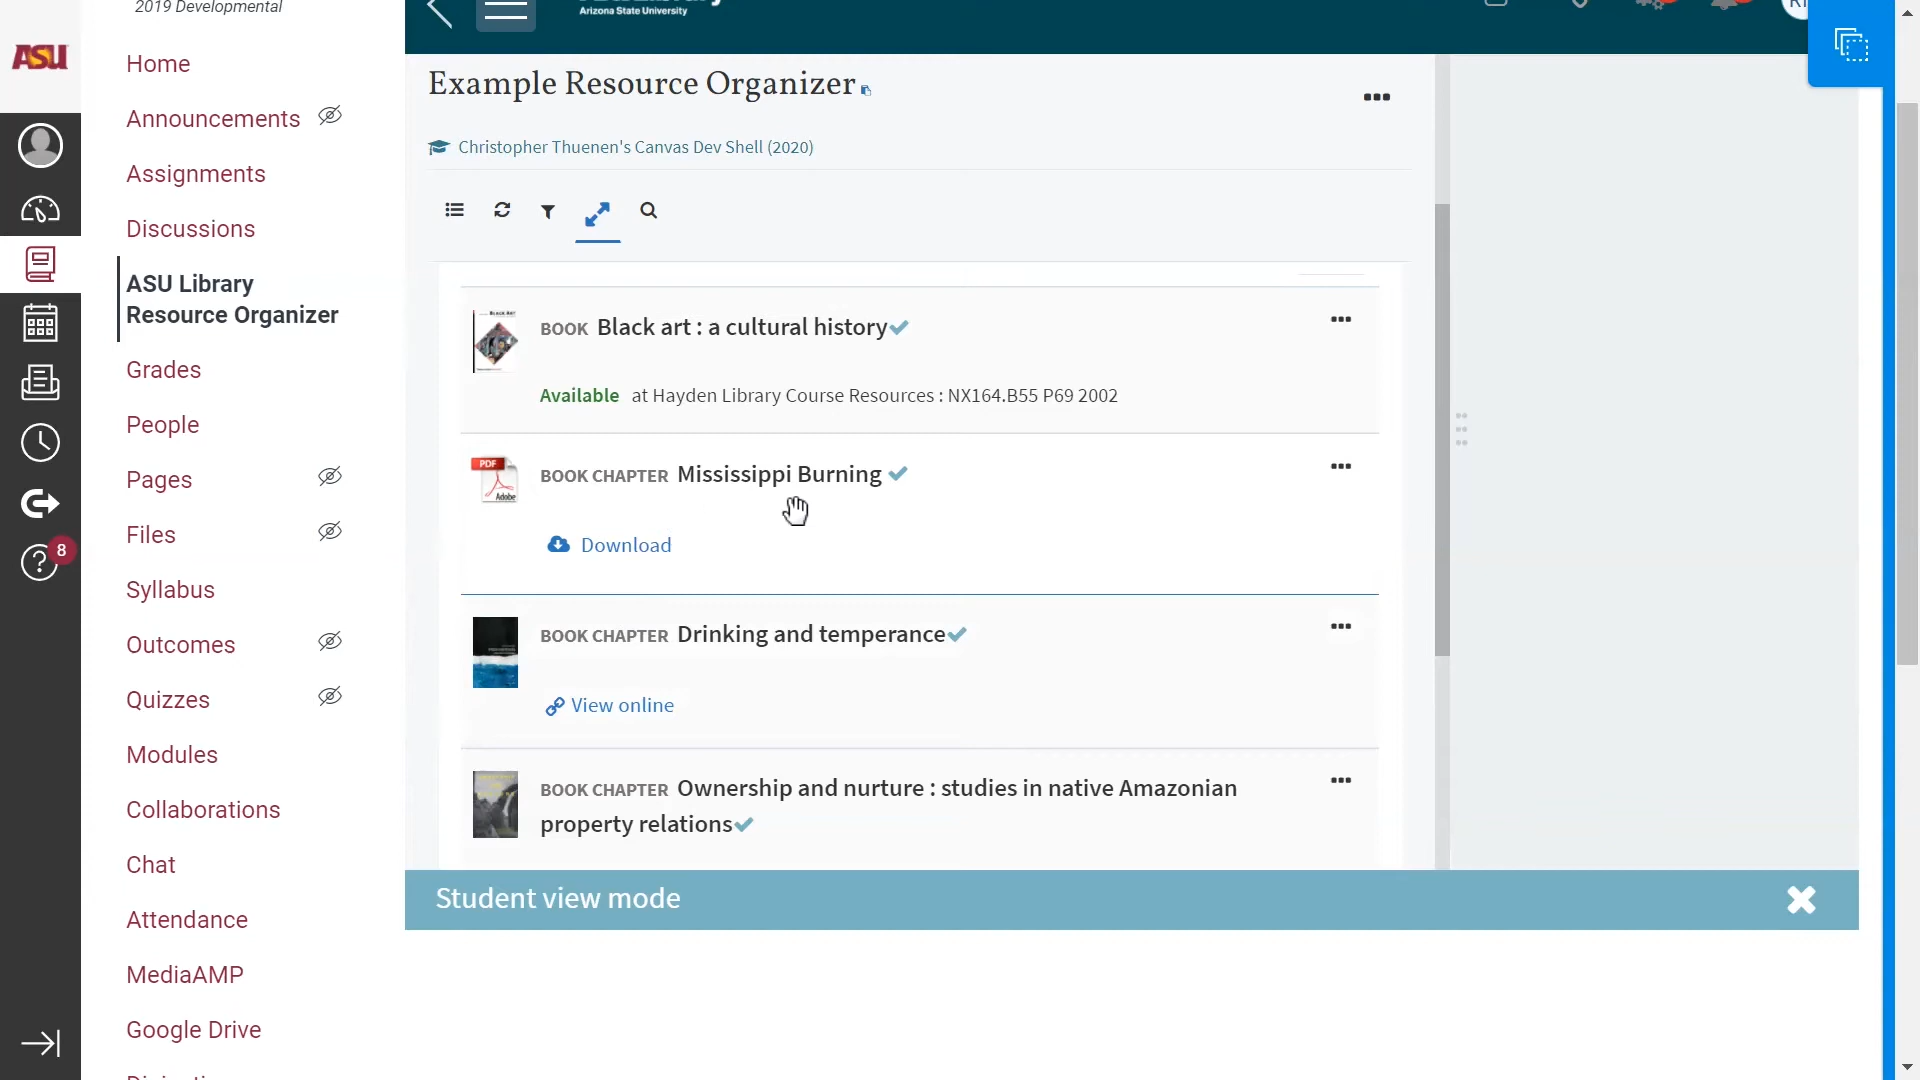 2019 Developmental
ASU
Home
Announcements
Assignments
Discussions
ASU Library
Resource Organizer
Grades
People
Pages
Files
8
Syllabus
Outcomes
Quizzes
Modules
Collaborations
Chat
Attendance
MediaAMP
Google Drive
Arizona State University
Example Resource Organizer
Christopher Thuenen's Canvas Dev Shell (2020)
BLACK ART
BOOK Black art : a cultural history
Available at Hayden Library Course Resources : NX164.B55 P69 2002
PDF
Adobe
BOOK CHAPTER Mississippi Burning
Download
BOOK CHAPTER Drinking and temperance
View online
BOOK CHAPTER Ownership and nurture : studies in native Amazonian
property relations
Student view mode